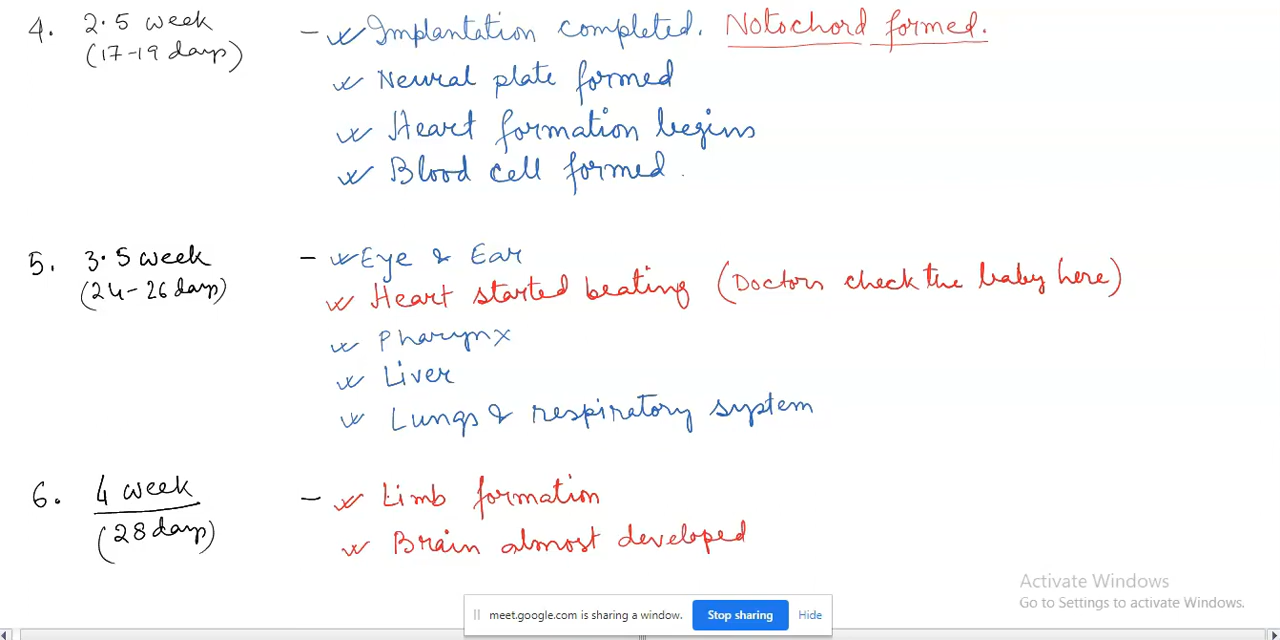 4. 2.5 week - Implantation completed. Notochord formed.
(17-19 days)
Neural plate formed
Heart formation begins
Blood cell formed.
5. 3.5 week - Eye & Ear
(24-26 days)
Heart started beating (Doctors check the baby here)
Pharynx
Liver
Lungs & respiratory system
6. 4 week - Limb formation
(28 days)
Brain almost developed
Activate Windows
Go to Settings to activate Windows.
meet.google.com is sharing a window. Stop sharing Hide